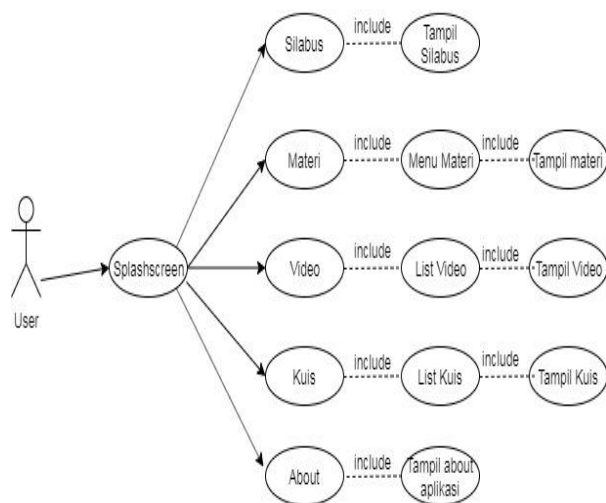 include
Silabus
Tampil
Silabus
include
include
Materi
Menu Materi
Tampil materi
include
include
Splashscreen
Video
List Video
Tampil Video
User
include
include
Kuis
List Kuis
Tampil Kuis
include
About
Tampil about
aplikasi